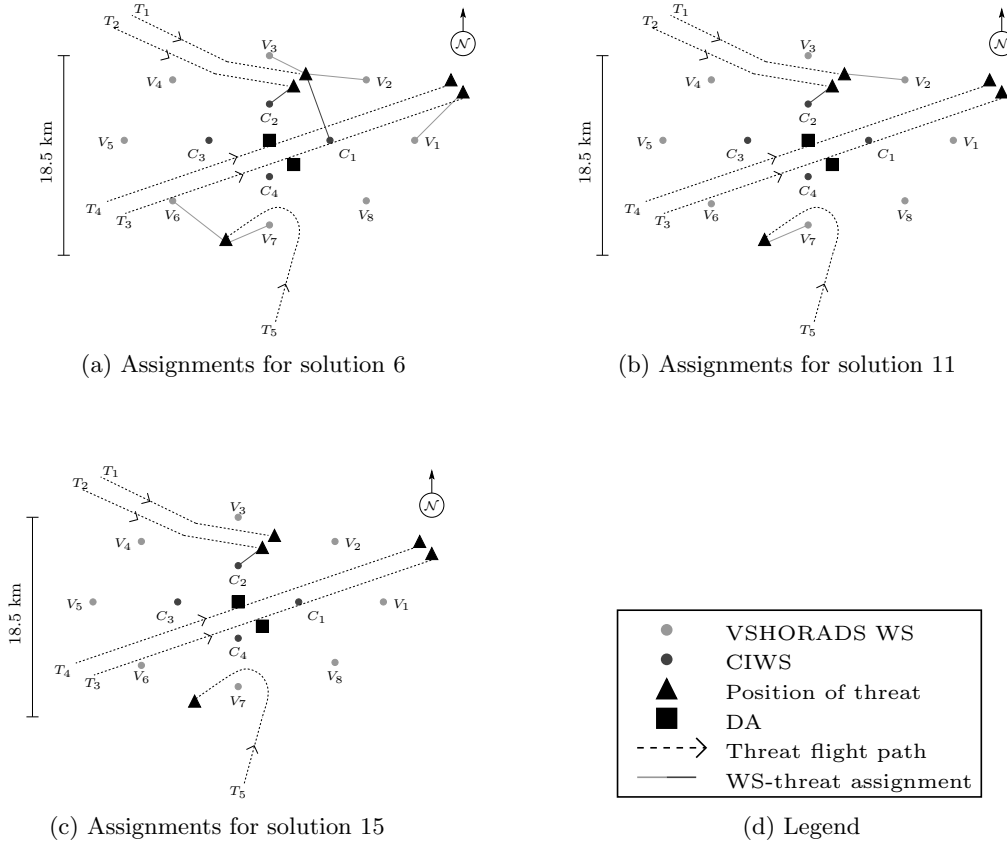 T1
T2
V3
V4
V2
18.5 km
C2
V5
C3
C1
V1
T4
T3
C4
V6
V8
V7
T5
N
(a) Assignments for solution 6
T1
T2
V3
V4
V2
18.5 km
C2
V5
C3
C1
V1
T4
T3
C4
V6
V8
V7
T5
N
(b) Assignments for solution 11
T1
T2
V3
V4
V2
18.5 km
C2
V5
C3
C1
V1
T4
T3
C4
V6
V8
V7
T5
N
(c) Assignments for solution 15
VSHORADS WS
CIWS
Position of threat
DA
Threat flight path
WS-threat assignment
(d) Legend